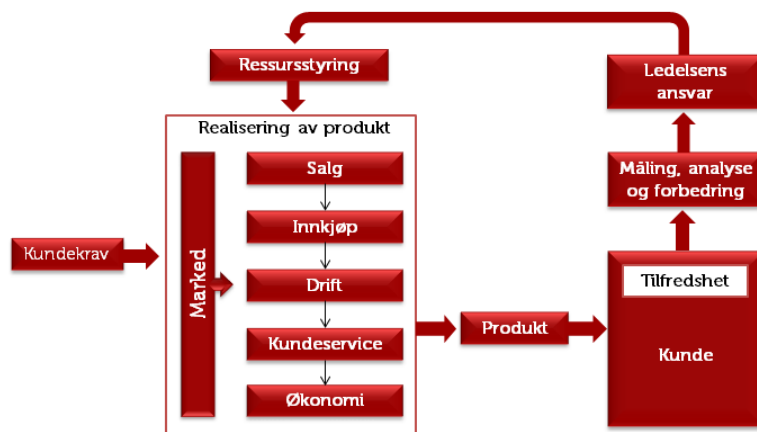 Ressursstyring
Ledelsens
ansvar
Realisering av produkt
Salg
Måling, analyse
og forbedring
Innkjøp
Kundekrav
Marked
Drift
Tilfredshet
Produkt
Kundeservice
Kunde
Økonomi